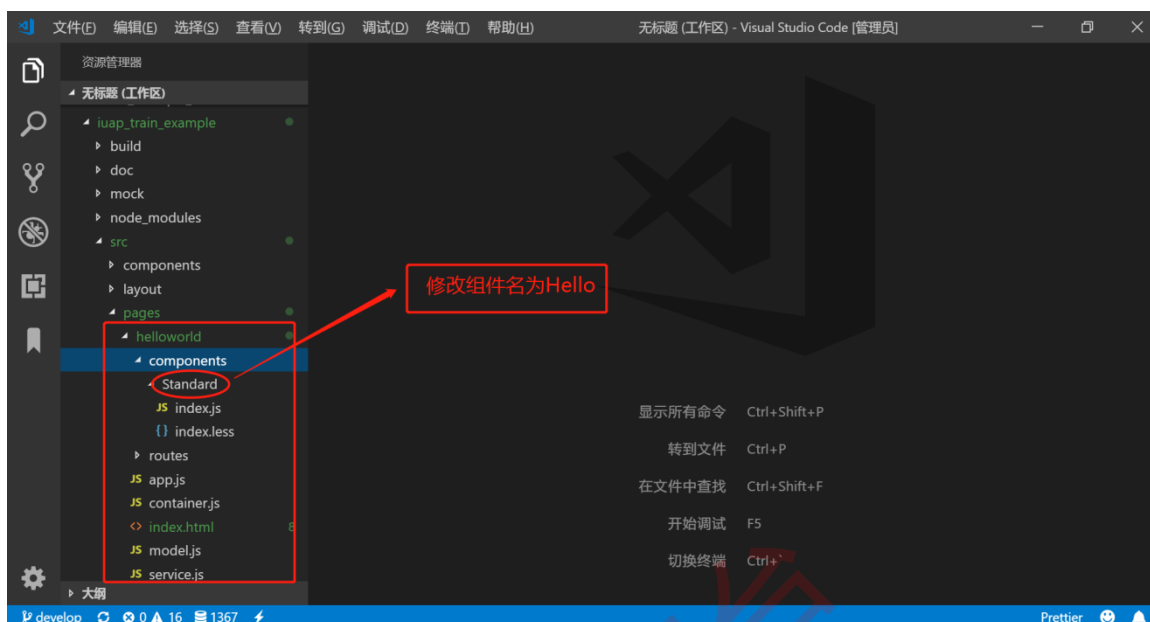 文件(F) 编辑(E) 选择(S) 查看(V) 转到(G) 调试(D) 终端(T) 帮助(H) 无标题 (工作区) - Visual Studio Code [管理员]
资源管理器
无标题 (工作区)
iuap_train_example
build
doc
mock
node_modules
src
components
layout
pages
helloworld
components
Standard
JS index.js
{} index.less
routes
JS app.js
JS container.js
<> index.html 8
JS model.js
JS service.js
大纲
修改组件名为Hello
显示所有命令 Ctrl+Shift+P
转到文件 Ctrl+P
在文件中查找 Ctrl+Shift+F
开始调试 F5
切换终端 Ctrl+`
develop 0 16 1367 Prettier